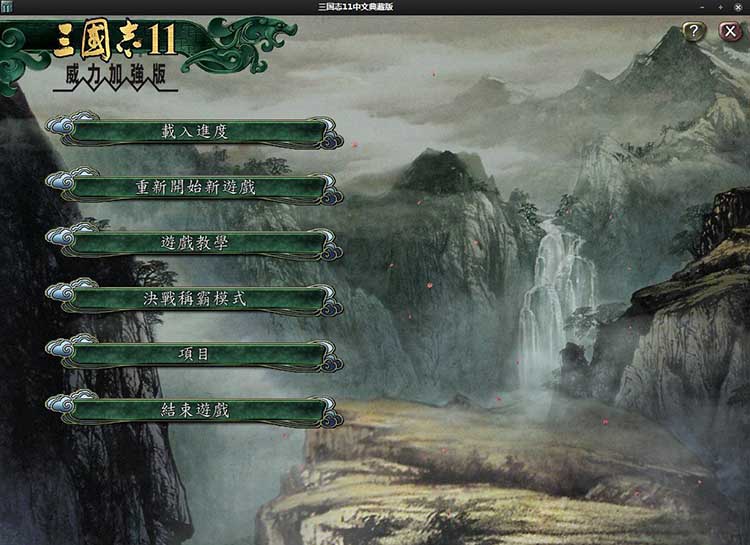 三国志11中文典藏版
三國志11
威力加強版
載入進度
重新開始新遊戲
遊戲教學
決戰稱霸模式
項目
結束遊戲